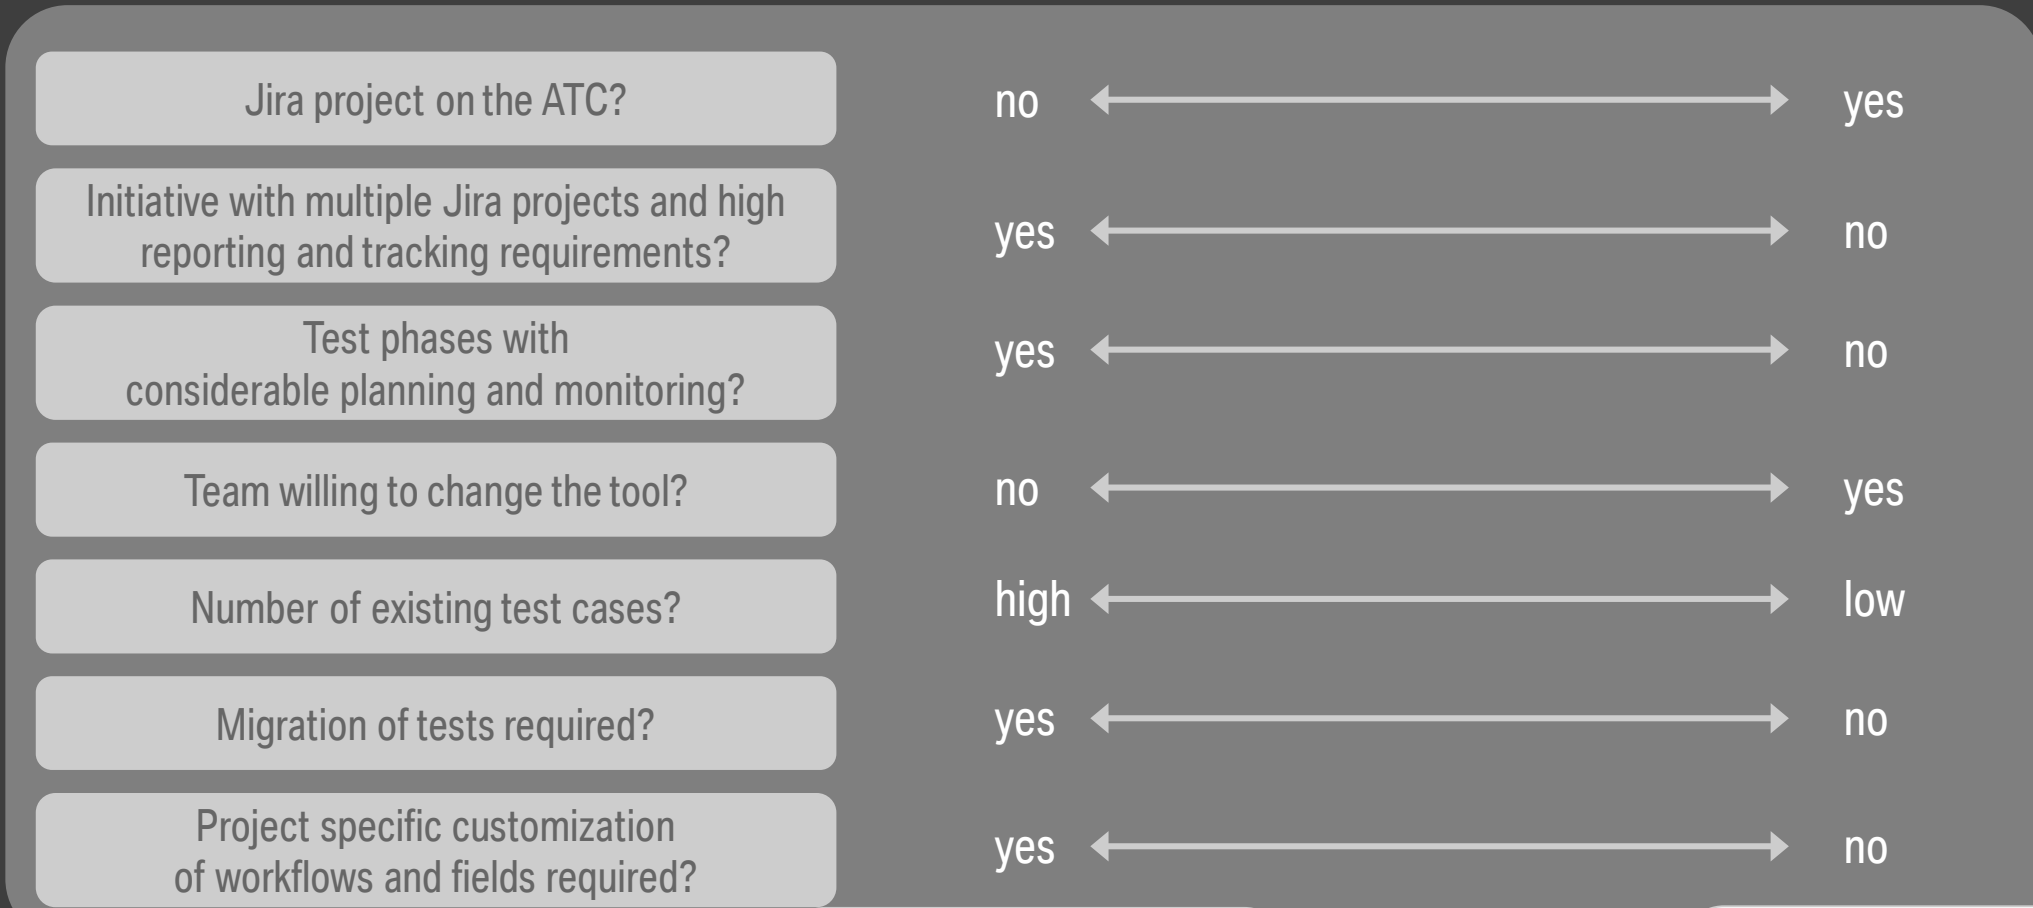 Jira project on the ATC?
no
yes
Initiative with multiple Jira projects and high
reporting and tracking requirements?
yes
no
Test phases with
considerable planning and monitoring?
yes
no
Team willing to change the tool?
no
yes
Number of existing test cases?
high
low
Migration of tests required?
yes
no
Project specific customization
of workflows and fields required?
yes
no